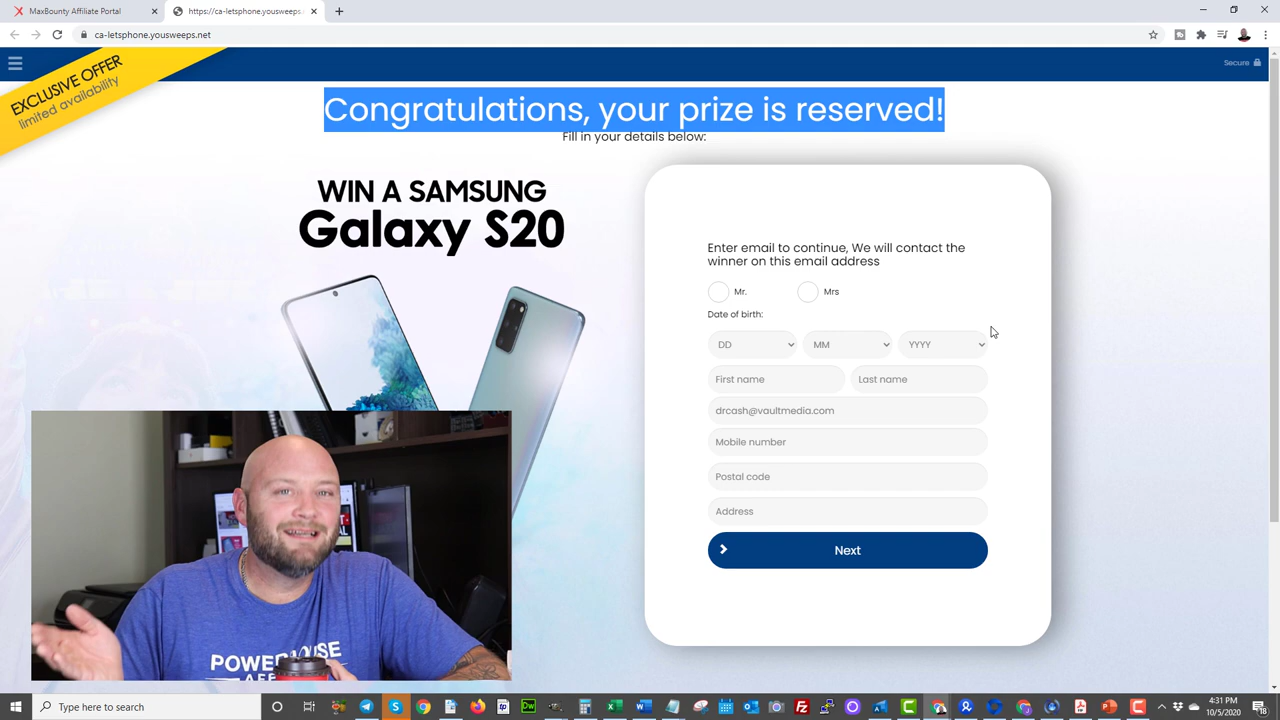 MaxBounty Affiliate Portal
https://ca-letsphone.yousweeps.
ca-letsphone.yousweeps.net
EXCLUSIVE OFFER
limited availability
Secure
Congratulations, your prize is reserved!
Fill in your details below:
WIN A SAMSUNG
Galaxy S20
Enter email to continue, We will contact the
winner on this email address
Mr.
Mrs
Date of birth:
DD
MM
YYYY
First name
Last name
drcash@vaultmedia.com
Mobile number
Postal code
Address
Next
POWERHOUSE
Type here to search
4:31 PM
10/5/2020
18